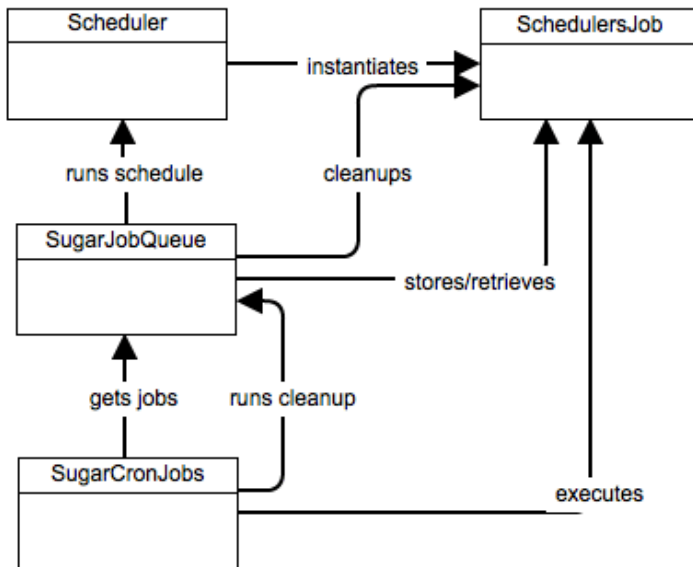 Scheduler
SchedulersJob
instantiates
runs schedule
cleanups
SugarJobQueue
stores/retrieves
gets jobs
runs cleanup
SugarCronJobs
executes